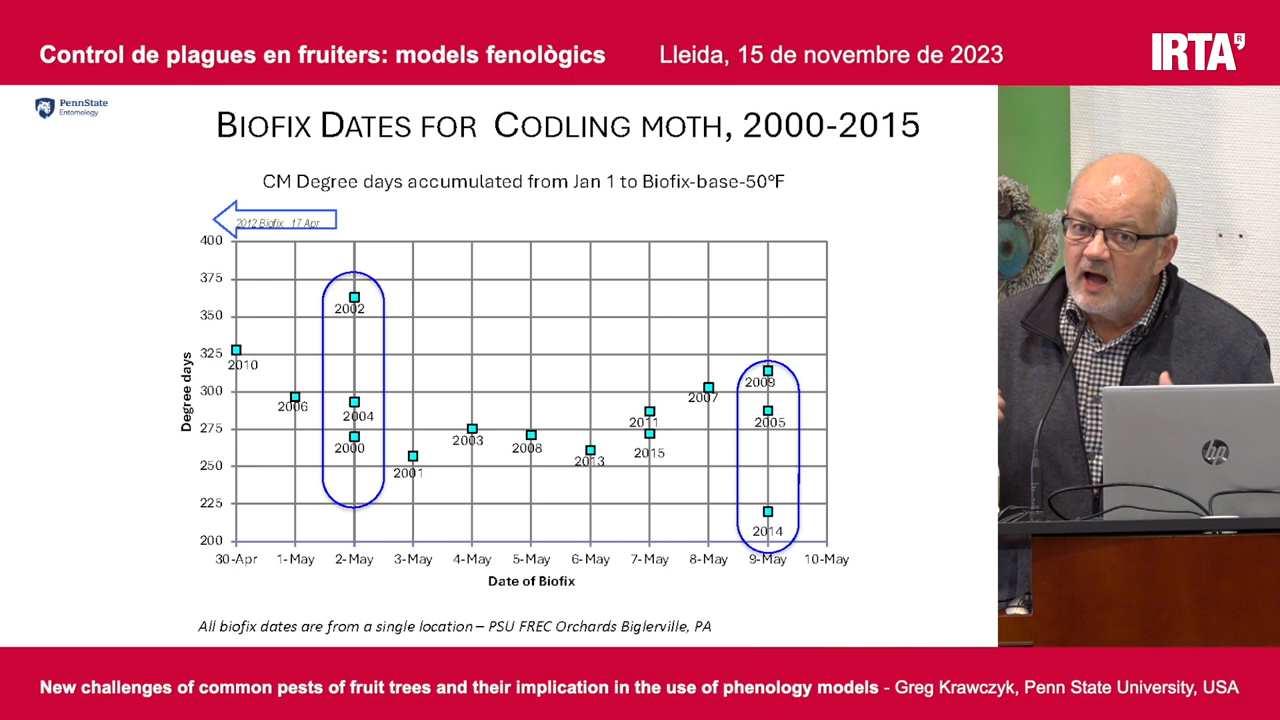 Control de plagues en fruiters: models fenològics Lleida, 15 de novembre de 2023
IRTA
R
PennState
Entomology
BIOFIX DATES FOR CODLING MOTH, 2000-2015
CM Degree days accumulated from Jan 1 to Biofix-base-50°F
2012 Biofix 17 Apr
400
375
350
325
300
275
250
225
200
Degree days
2002
2010
2006
2004
2000
2001
2003
2008
2013
2011
2015
2007
2009
2005
2014
30-Apr 1-May 2-May 3-May 4-May 5-May 6-May 7-May 8-May 9-May 10-May
Date of Biofix
All biofix dates are from a single location – PSU FREC Orchards Biglerville, PA
hp
New challenges of common pests of fruit trees and their implication in the use of phenology models - Greg Krawczyk, Penn State University, USA